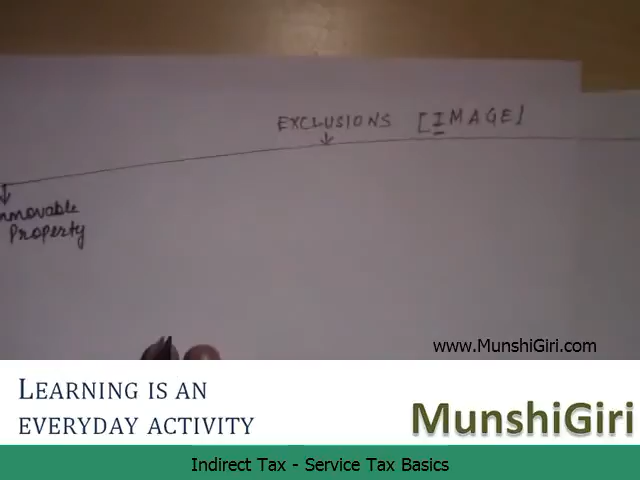 EXCLUSIONS [IMAGE]
mmovable
Property
www.MunshiGiri.com
LEARNING IS AN
EVERYDAY ACTIVITY
MunshiGiri
Indirect Tax - Service Tax Basics